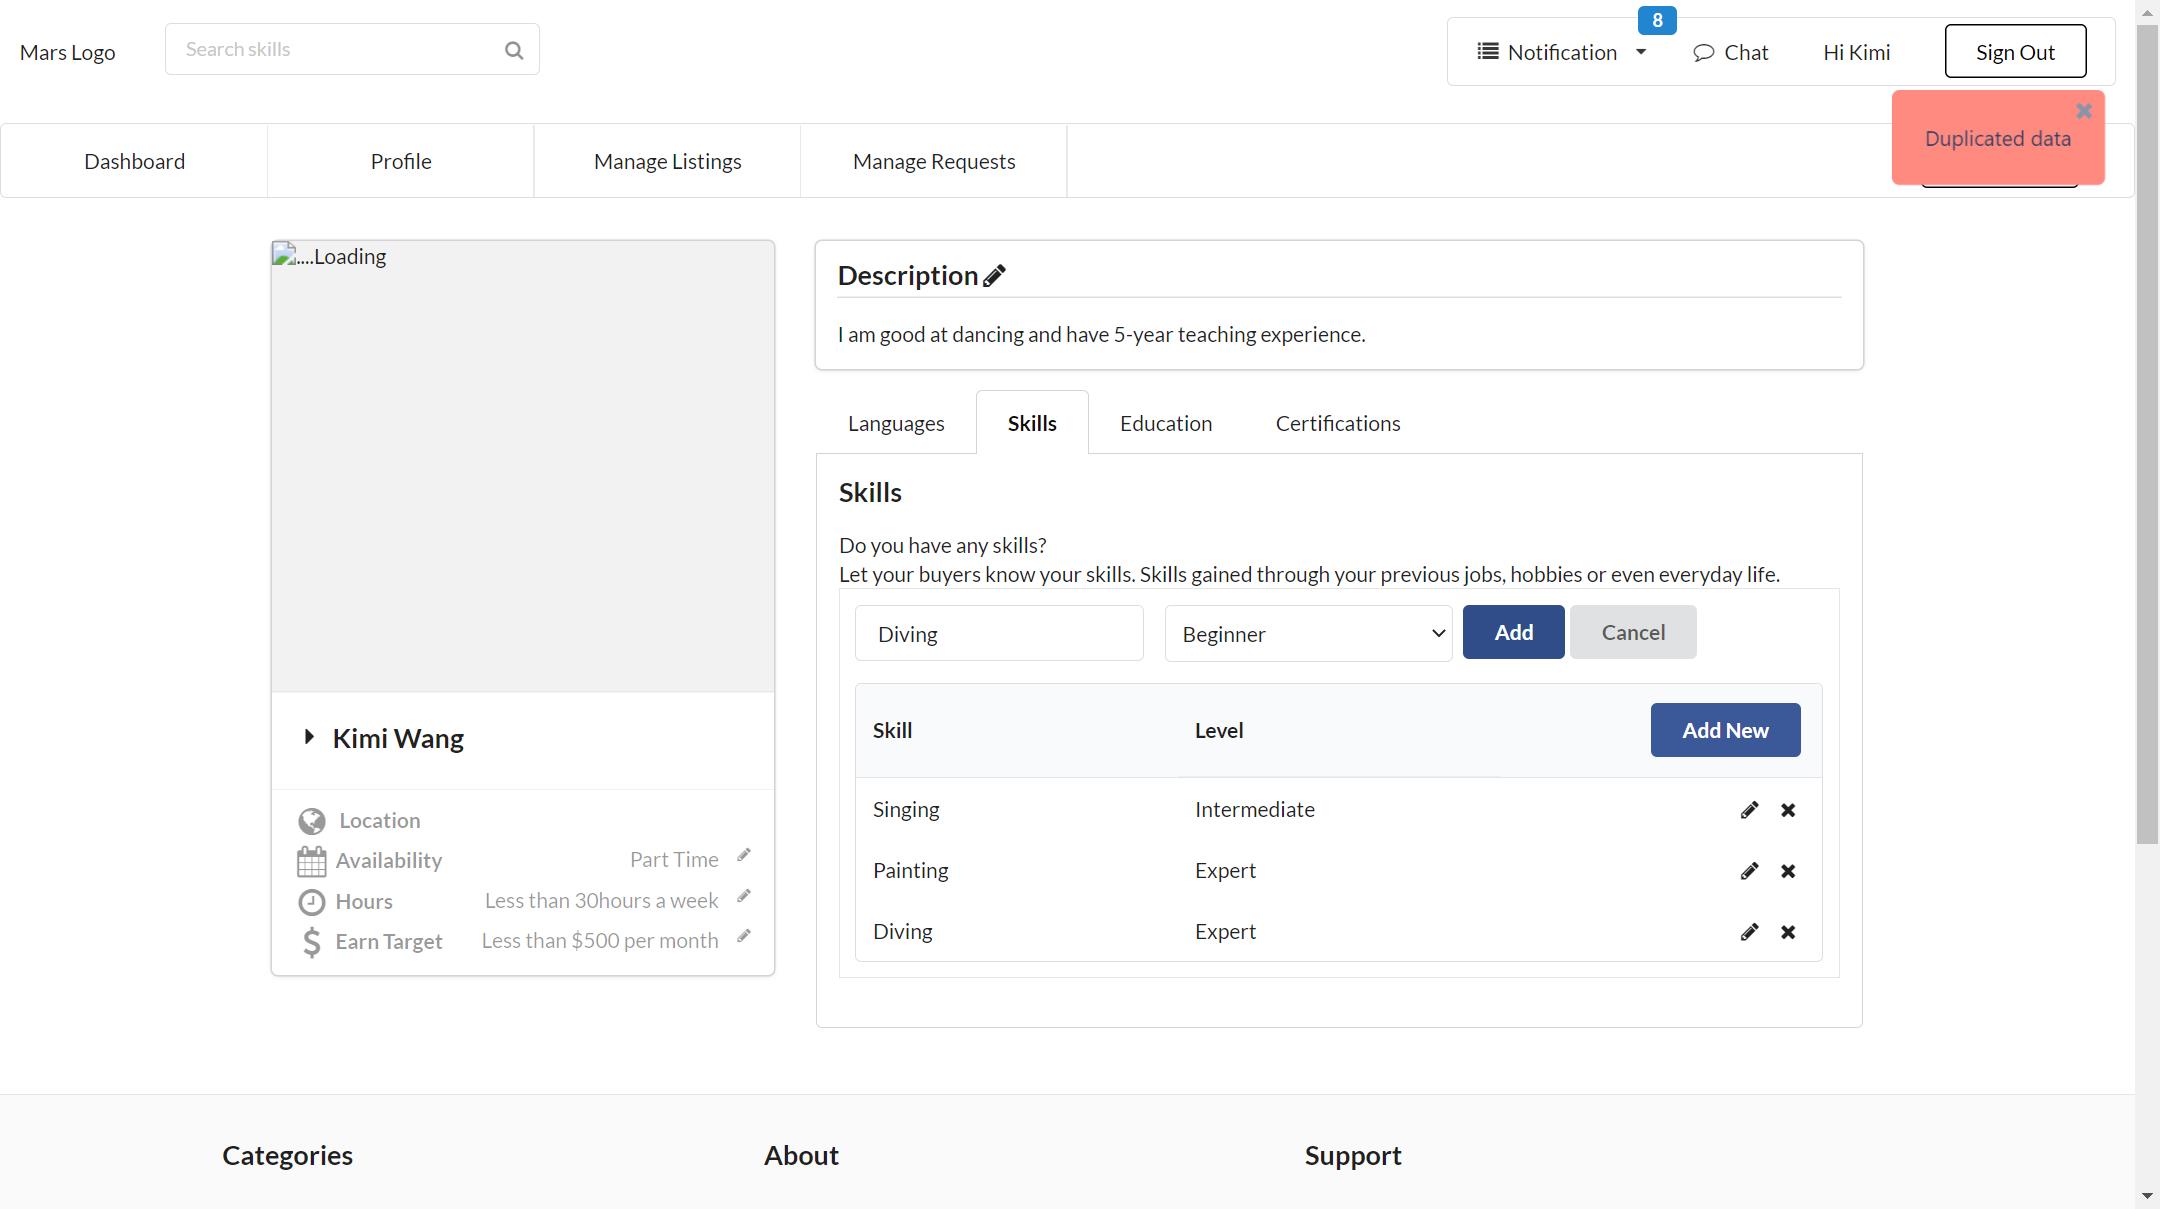 Mars Logo
Search skills
Notification
8
Chat
Hi Kimi
Sign Out
Duplicated data
Dashboard
Profile
Manage Listings
Manage Requests
....Loading
Kimi Wang
Location
Availability
Part Time
Hours
Less than 30hours a week
Earn Target
Less than $500 per month
Description
I am good at dancing and have 5-year teaching experience.
Languages
Skills
Education
Certifications
Skills
Do you have any skills?
Let your buyers know your skills. Skills gained through your previous jobs, hobbies or even everyday life.
Diving
Beginner
Add
Cancel
Skill
Level
Add New
Singing
Intermediate
Painting
Expert
Diving
Expert
Categories
About
Support